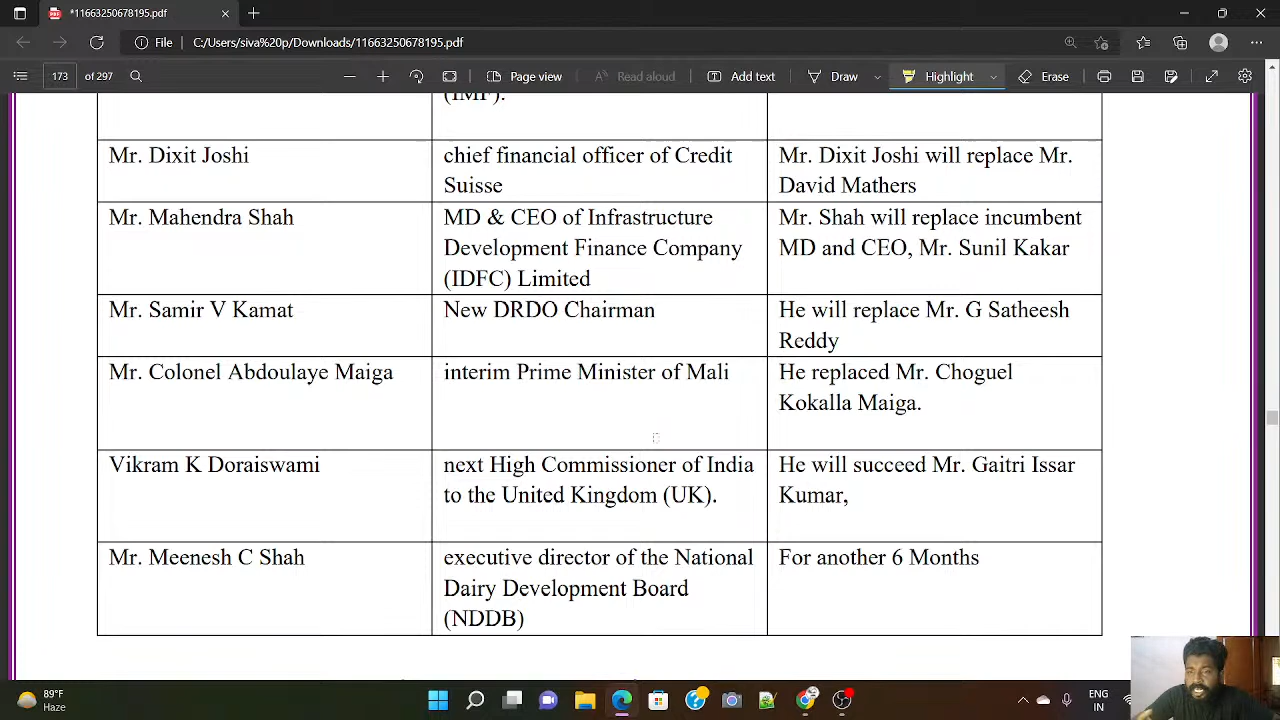 *11663250678195.pdf
File
C:/Users/siva%20p/Downloads/11663250678195.pdf
173 of 297
Page view
Read aloud
Add text
Draw
Highlight
Erase
(IMF).
Mr. Dixit Joshi
chief financial officer of Credit
Suisse
Mr. Dixit Joshi will replace Mr.
David Mathers
Mr. Mahendra Shah
MD & CEO of Infrastructure
Development Finance Company
(IDFC) Limited
Mr. Shah will replace incumbent
MD and CEO, Mr. Sunil Kakar
Mr. Samir V Kamat
New DRDO Chairman
He will replace Mr. G Satheesh
Reddy
Mr. Colonel Abdoulaye Maiga
interim Prime Minister of Mali
He replaced Mr. Choguel
Kokalla Maiga.
Vikram K Doraiswami
next High Commissioner of India
to the United Kingdom (UK).
He will succeed Mr. Gaitri Issar
Kumar,
Mr. Meenesh C Shah
executive director of the National
Dairy Development Board
(NDDB)
For another 6 Months
89°F
Haze
ENG
IN